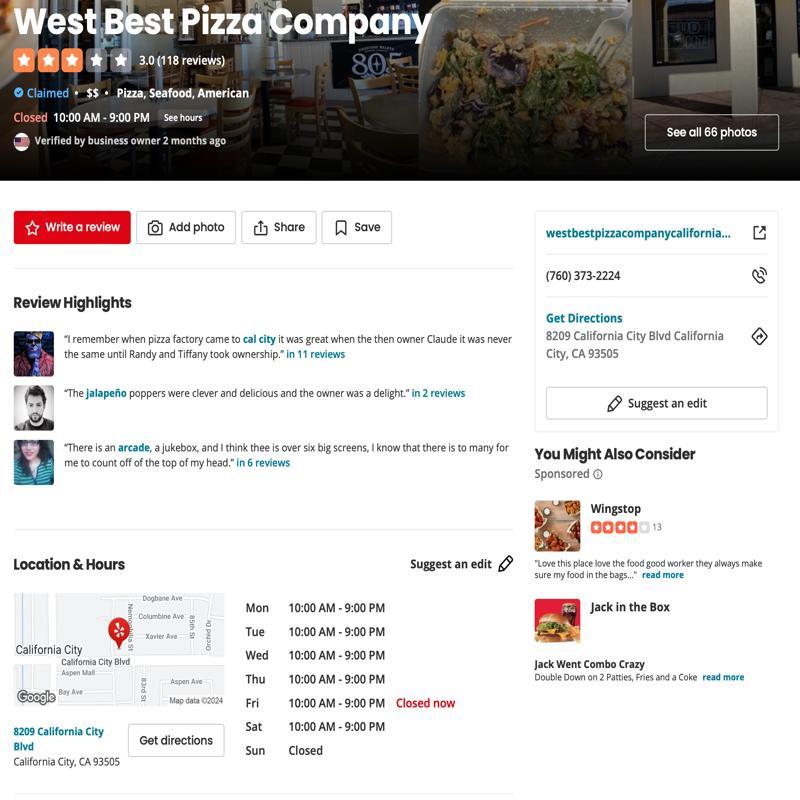 West Best Pizza Company
3.0 (118 reviews)
Claimed • $$ • Pizza, Seafood, American
Closed 10:00 AM - 9:00 PM See hours
Verified by business owner 2 months ago
805
See all 66 photos
Write a review
Add photo
Share
Save
Review Highlights
“I remember when pizza factory came to cal city it was great when the then owner Claude it was never
the same until Randy and Tiffany took ownership.” in 11 reviews
“The jalapeño poppers were clever and delicious and the owner was a delight.” in 2 reviews
“There is an arcade, a jukebox, and I think thee is over six big screens, I know that there is to many for
me to count off of the top of my head.” in 6 reviews
Location & Hours
Suggest an edit
Dogbane Ave
Columbine Ave
Nemophilia St
85th St
Orchid Dr
Xavier Ave
California City
California City Blvd
Aspen Mall
83rd St
Aspen Ave
Bay Ave
Google
Map data ©2024
8209 California City
Blvd
California City, CA 93505
Get directions
Mon 10:00 AM - 9:00 PM
Tue 10:00 AM - 9:00 PM
Wed 10:00 AM - 9:00 PM
Thu 10:00 AM - 9:00 PM
Fri 10:00 AM - 9:00 PM Closed now
Sat 10:00 AM - 9:00 PM
Sun Closed
westbestpizzacompanycalifornia...
(760) 373-2224
Get Directions
8209 California City Blvd California
City, CA 93505
Suggest an edit
You Might Also Consider
Sponsored
Wingstop
13
"Love this place love the food good worker they always make
sure my food in the bags…" read more
Jack in the Box
Jack Went Combo Crazy
Double Down on 2 Patties, Fries and a Coke read more